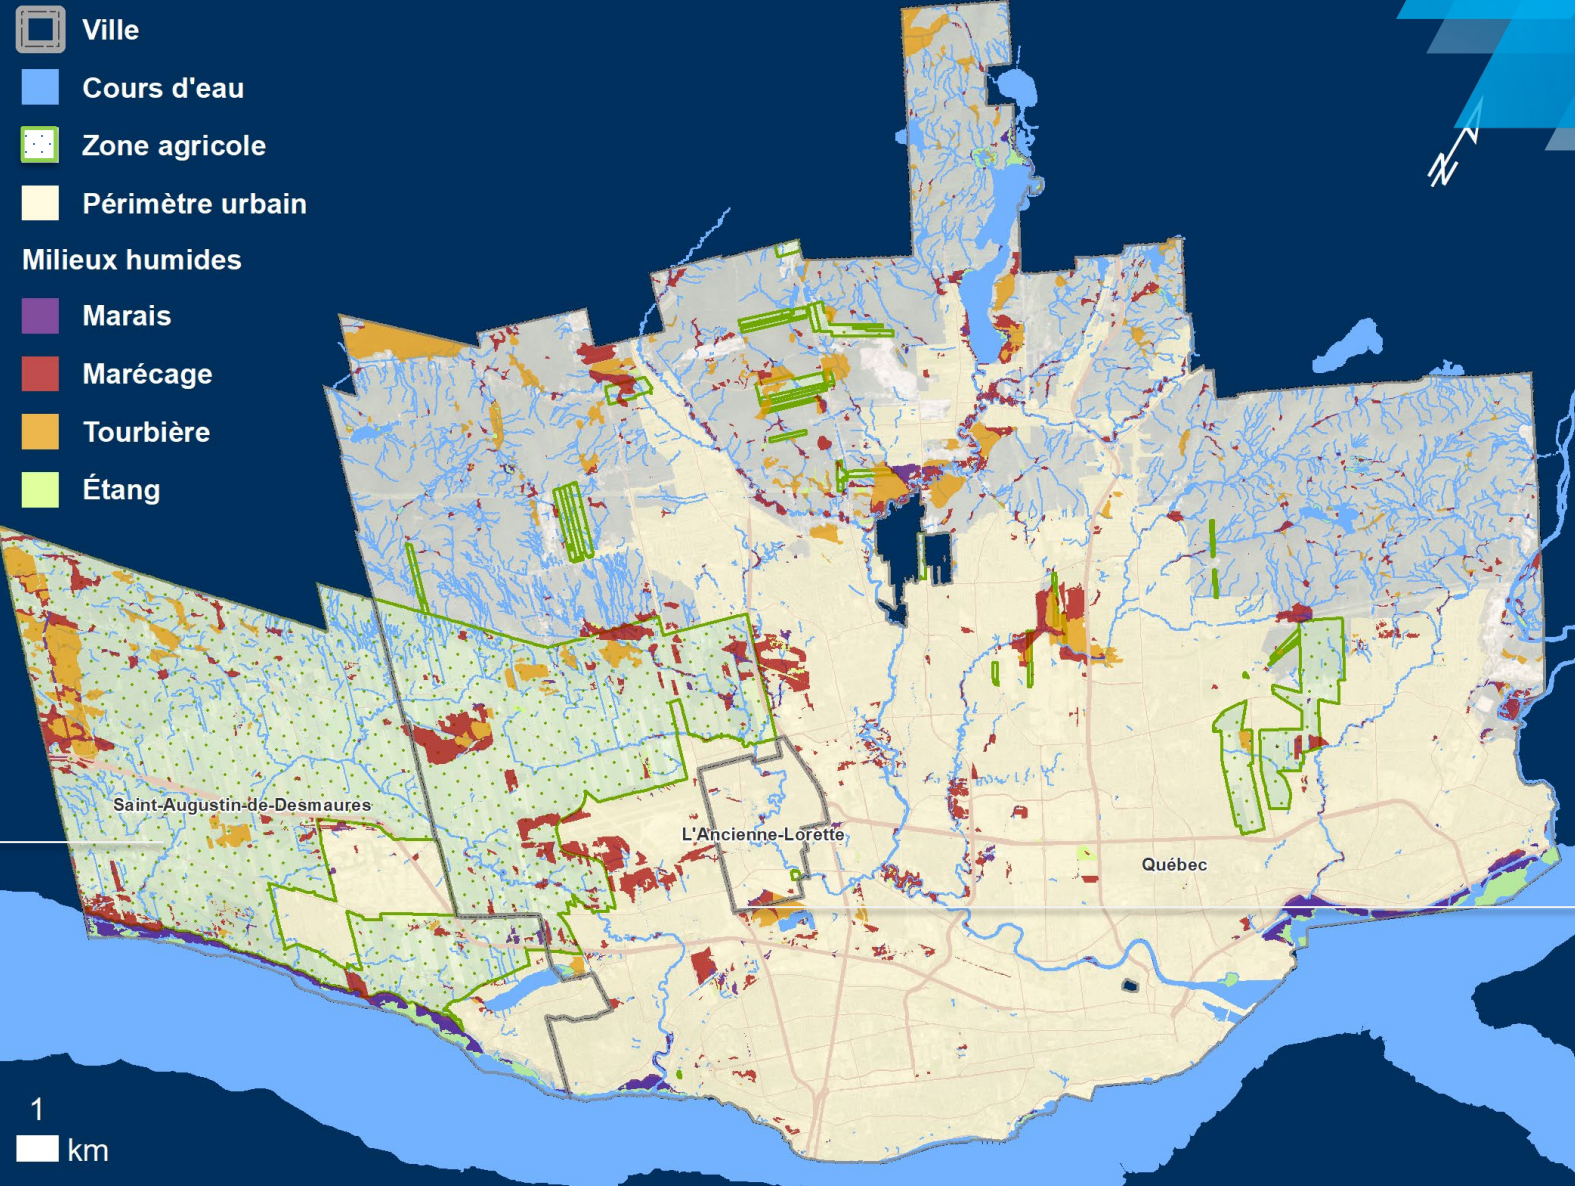 Ville
Cours d'eau
Zone agricole
Périmètre urbain
Milieux humides
Marais
Marécage
Tourbière
Étang
N
Saint-Augustin-de-Desmaures
L'Ancienne-Lorette
Québec
1
km